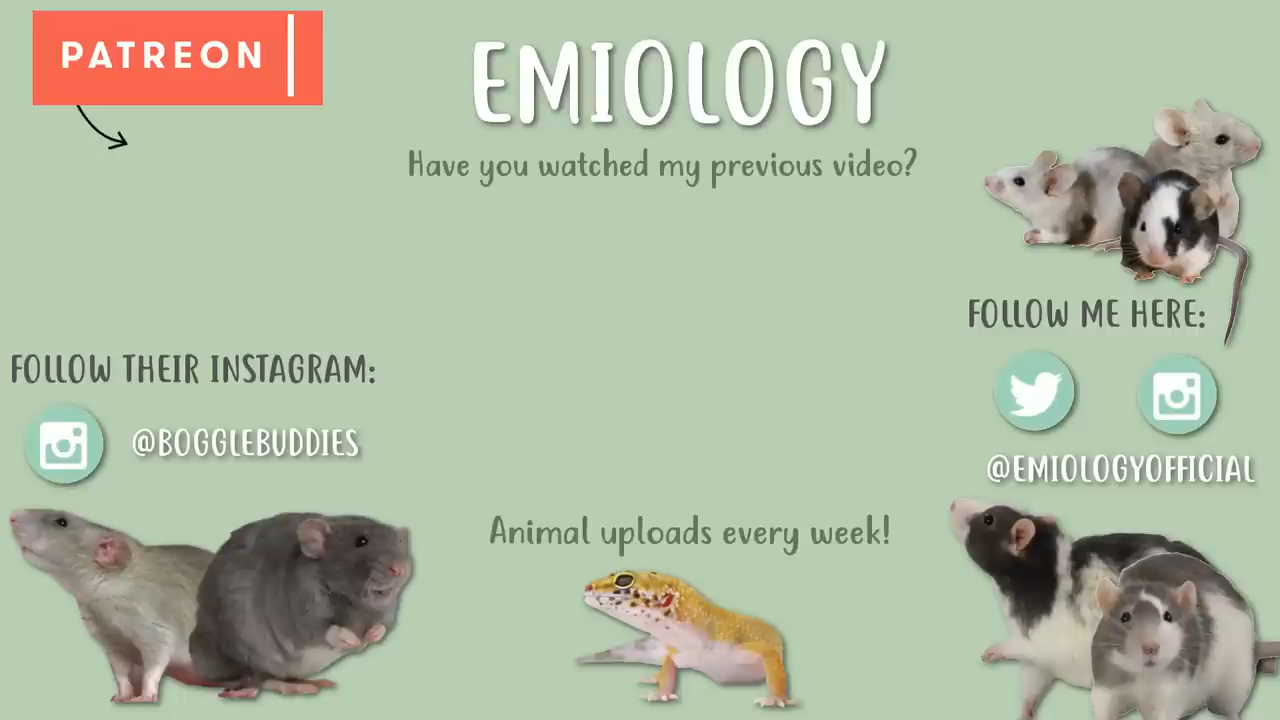 PATREON
EMIOLOGY
Have you watched my previous video?
FOLLOW ME HERE:
@EMIOLOGYOFFICIAL
FOLLOW THEIR INSTAGRAM:
@BOGGLEBUDDIES
Animal uploads every week!